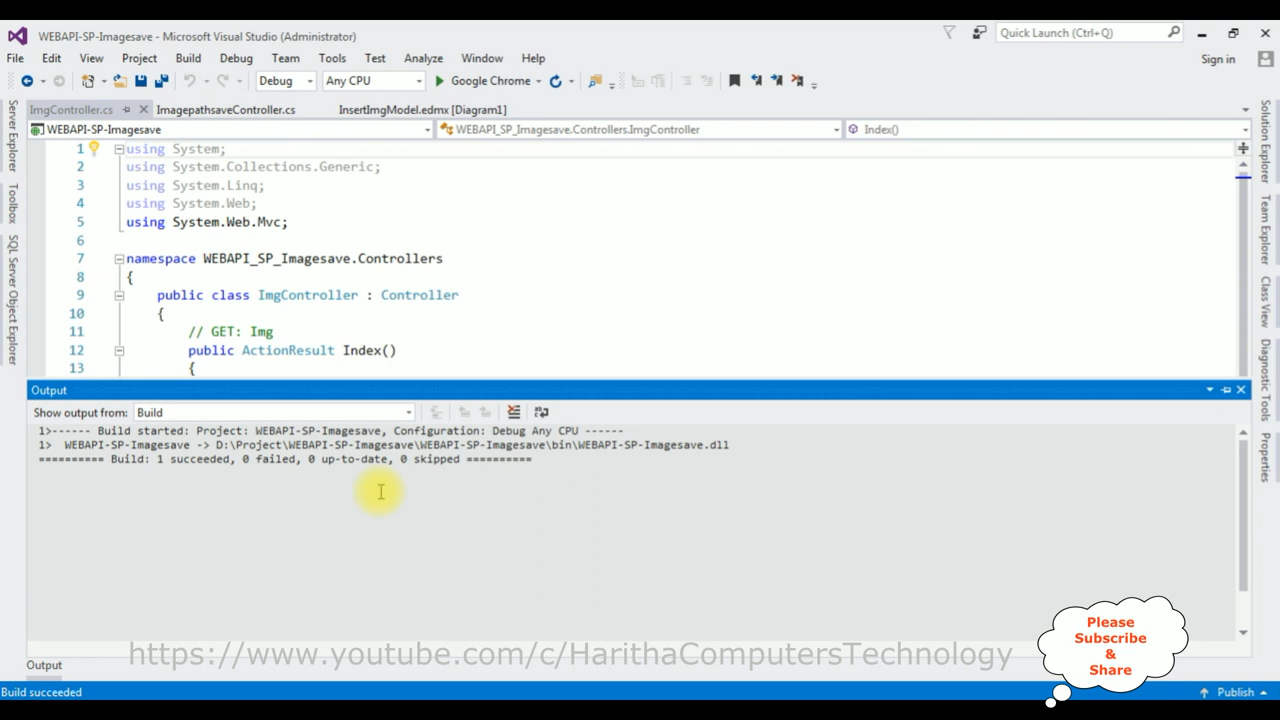 WEBAPI-SP-Imagesave - Microsoft Visual Studio (Administrator)
Quick Launch (Ctrl+Q)
File Edit View Project Build Debug Team Tools Test Analyze Window Help
Sign in
Debug Any CPU Google Chrome
ImgController.cs ImagepathsaveController.cs InsertImgModel.edmx [Diagram1]
WEBAPI-SP-Imagesave WEBAPI_SP_Imagesave.Controllers.ImgController Index()
1 using System;
2 using System.Collections.Generic;
3 using System.Linq;
4 using System.Web;
5 using System.Web.Mvc;
6
7 namespace WEBAPI_SP_Imagesave.Controllers
8 {
9 public class ImgController : Controller
10 {
11 // GET: Img
12 public ActionResult Index()
13 {
Server Explorer
Toolbox
SQL Server Object Explorer
Solution Explorer
Team Explorer
Class View
Diagnostic Tools
Properties
Output
Show output from: Build
1>------ Build started: Project: WEBAPI-SP-Imagesave, Configuration: Debug Any CPU ------
1> WEBAPI-SP-Imagesave -> D:\Project\WEBAPI-SP-Imagesave\WEBAPI-SP-Imagesave\bin\WEBAPI-SP-Imagesave.dll
========== Build: 1 succeeded, 0 failed, 0 up-to-date, 0 skipped ==========
Please
Subscribe
&
Share
https://www.youtube.com/c/HarithaComputersTechnology
Output
Build succeeded
Publish